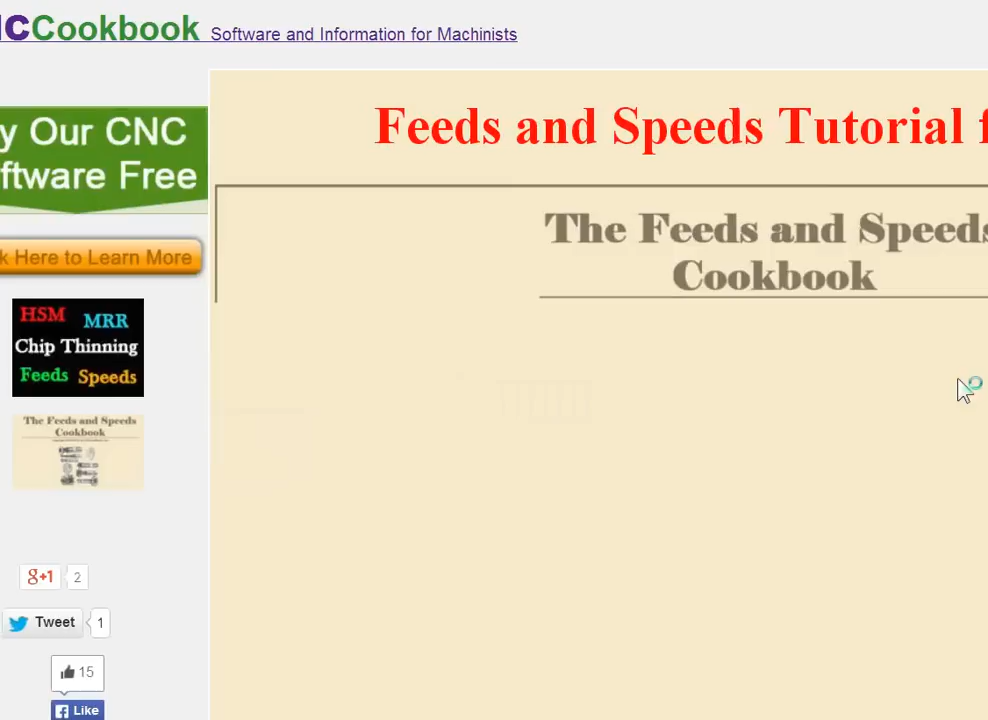 CCookbook Software and Information for Machinists
y Our CNC
ftware Free
k Here to Learn More
HSM MRR
Chip Thinning
Feeds Speeds
The Feeds and Speeds
Cookbook
g+1 2
Tweet 1
15
Like
Feeds and Speeds Tutorial f
The Feeds and Speeds
Cookbook